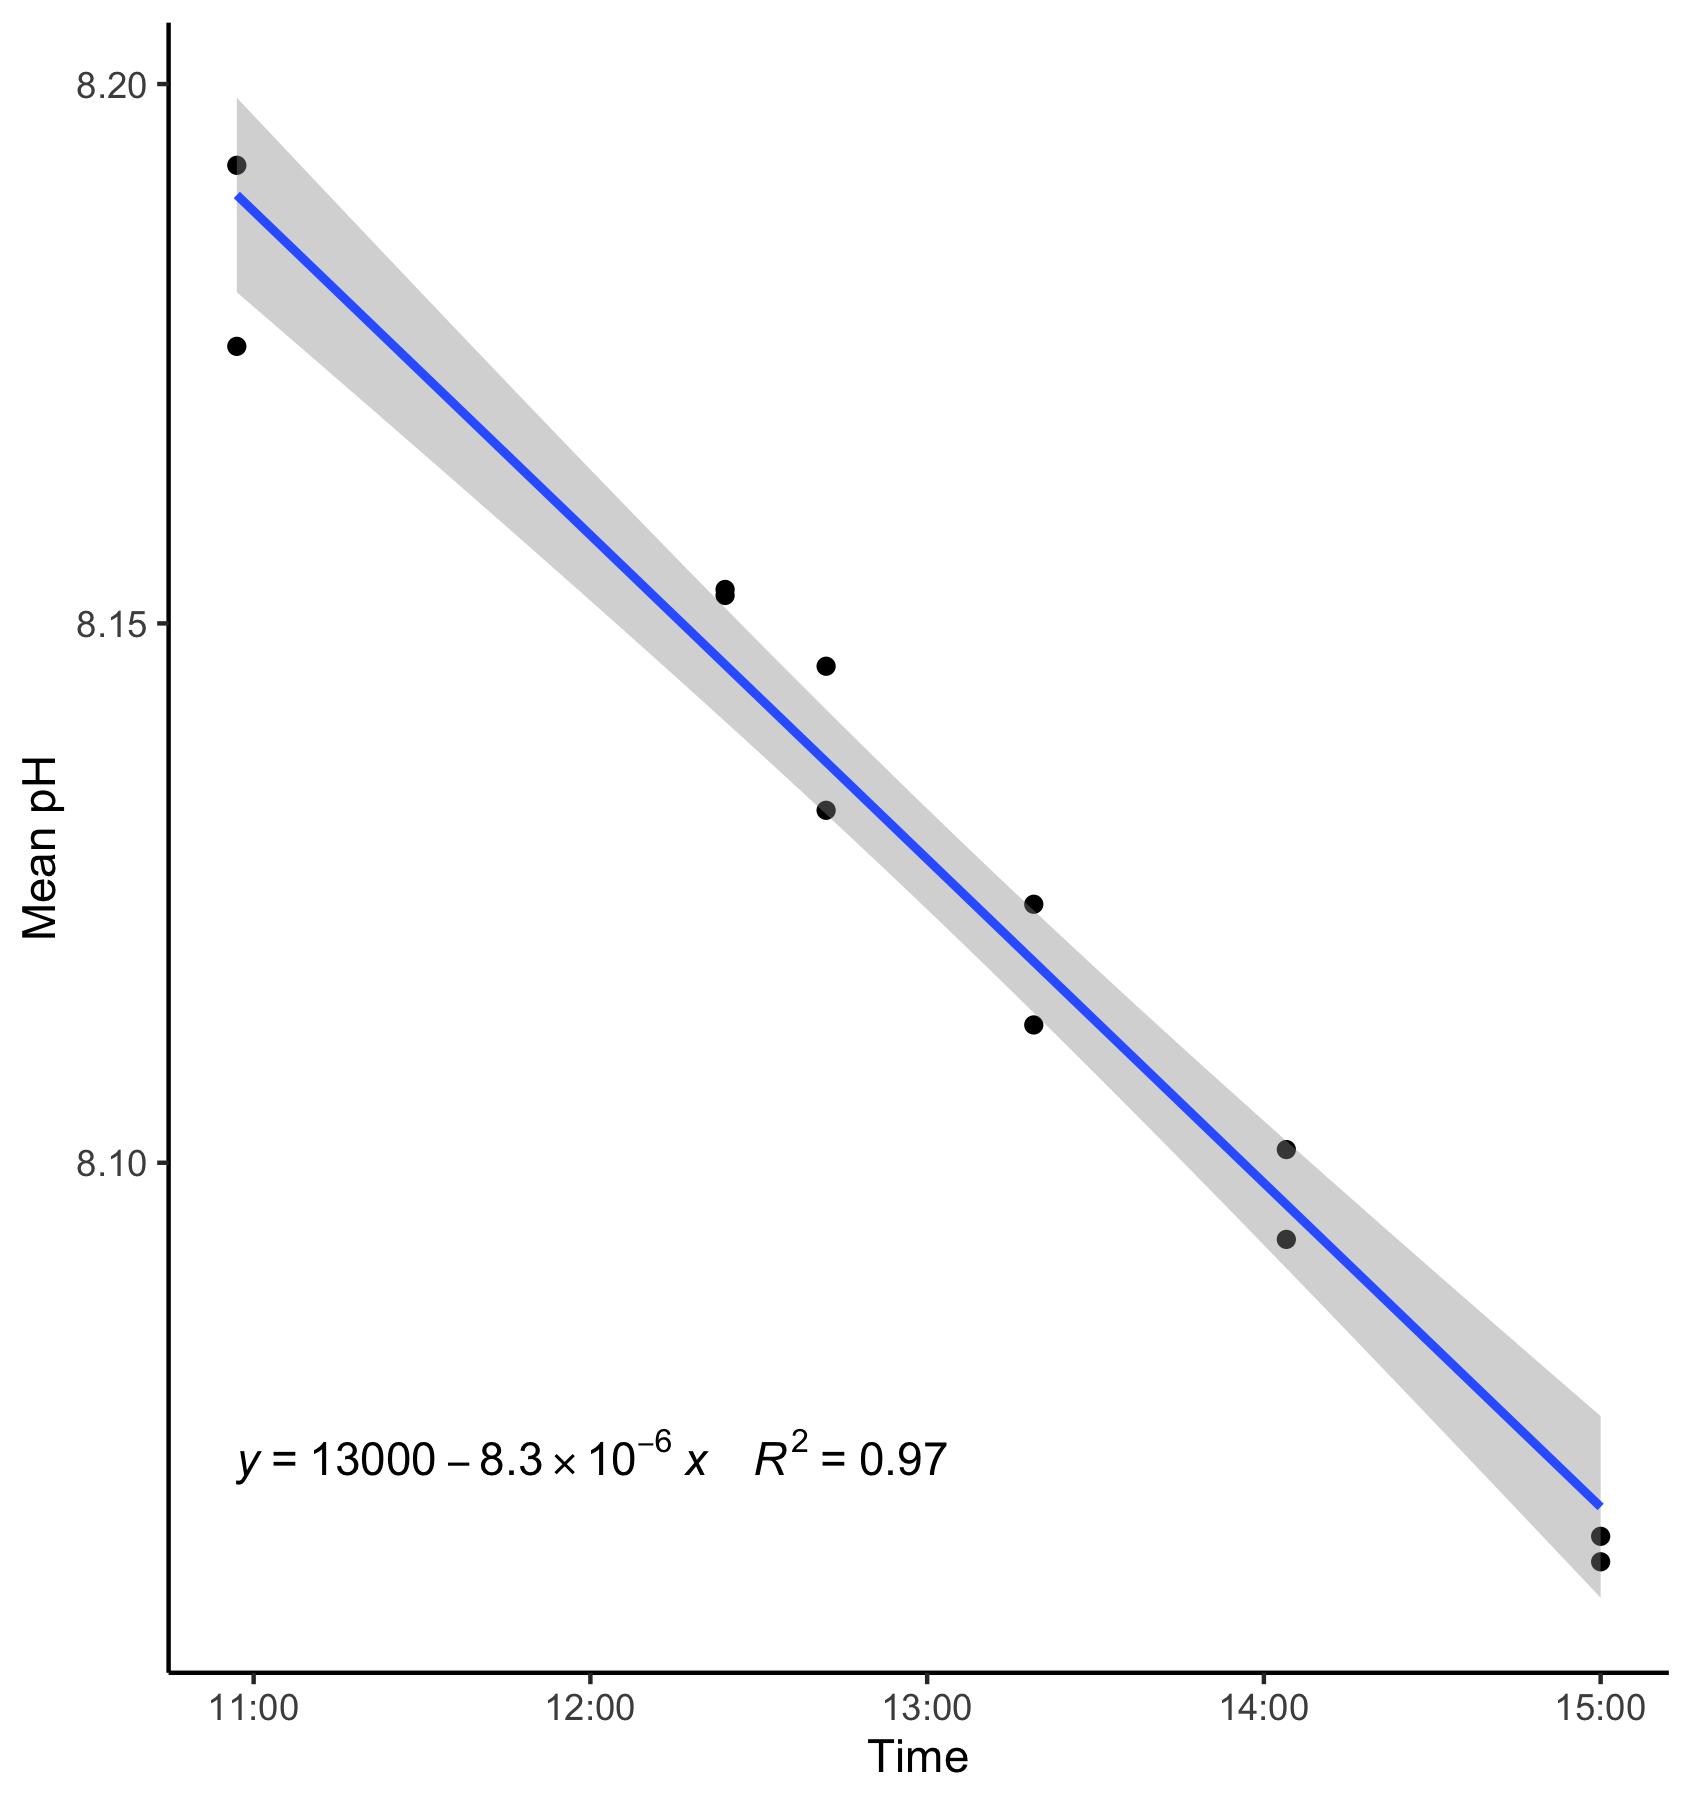 8.20
8.15
8.10
Mean pH
y = 13000 – 8.3 × 10⁻⁶ x R² = 0.97
11:00 12:00 13:00 14:00 15:00
Time